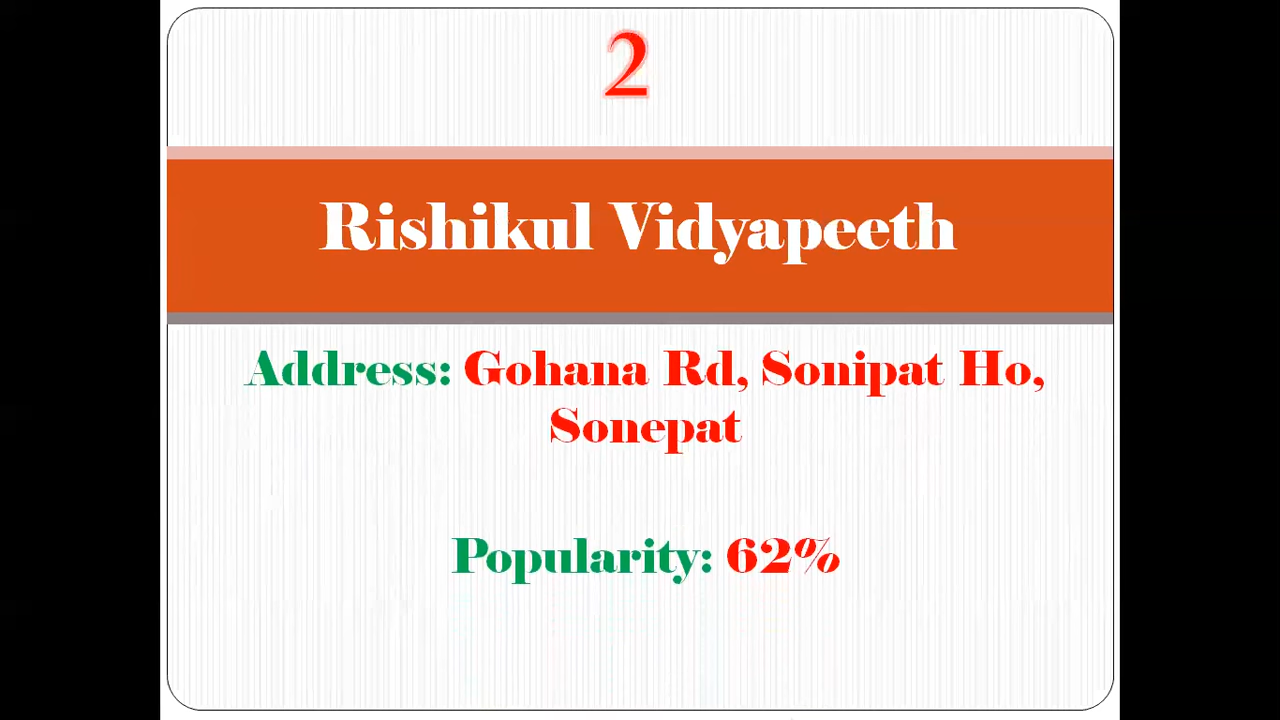 2
Rishikul Vidyapeeth
Address: Gohana Rd, Sonipat Ho,
Sonepat
Popularity: 62%